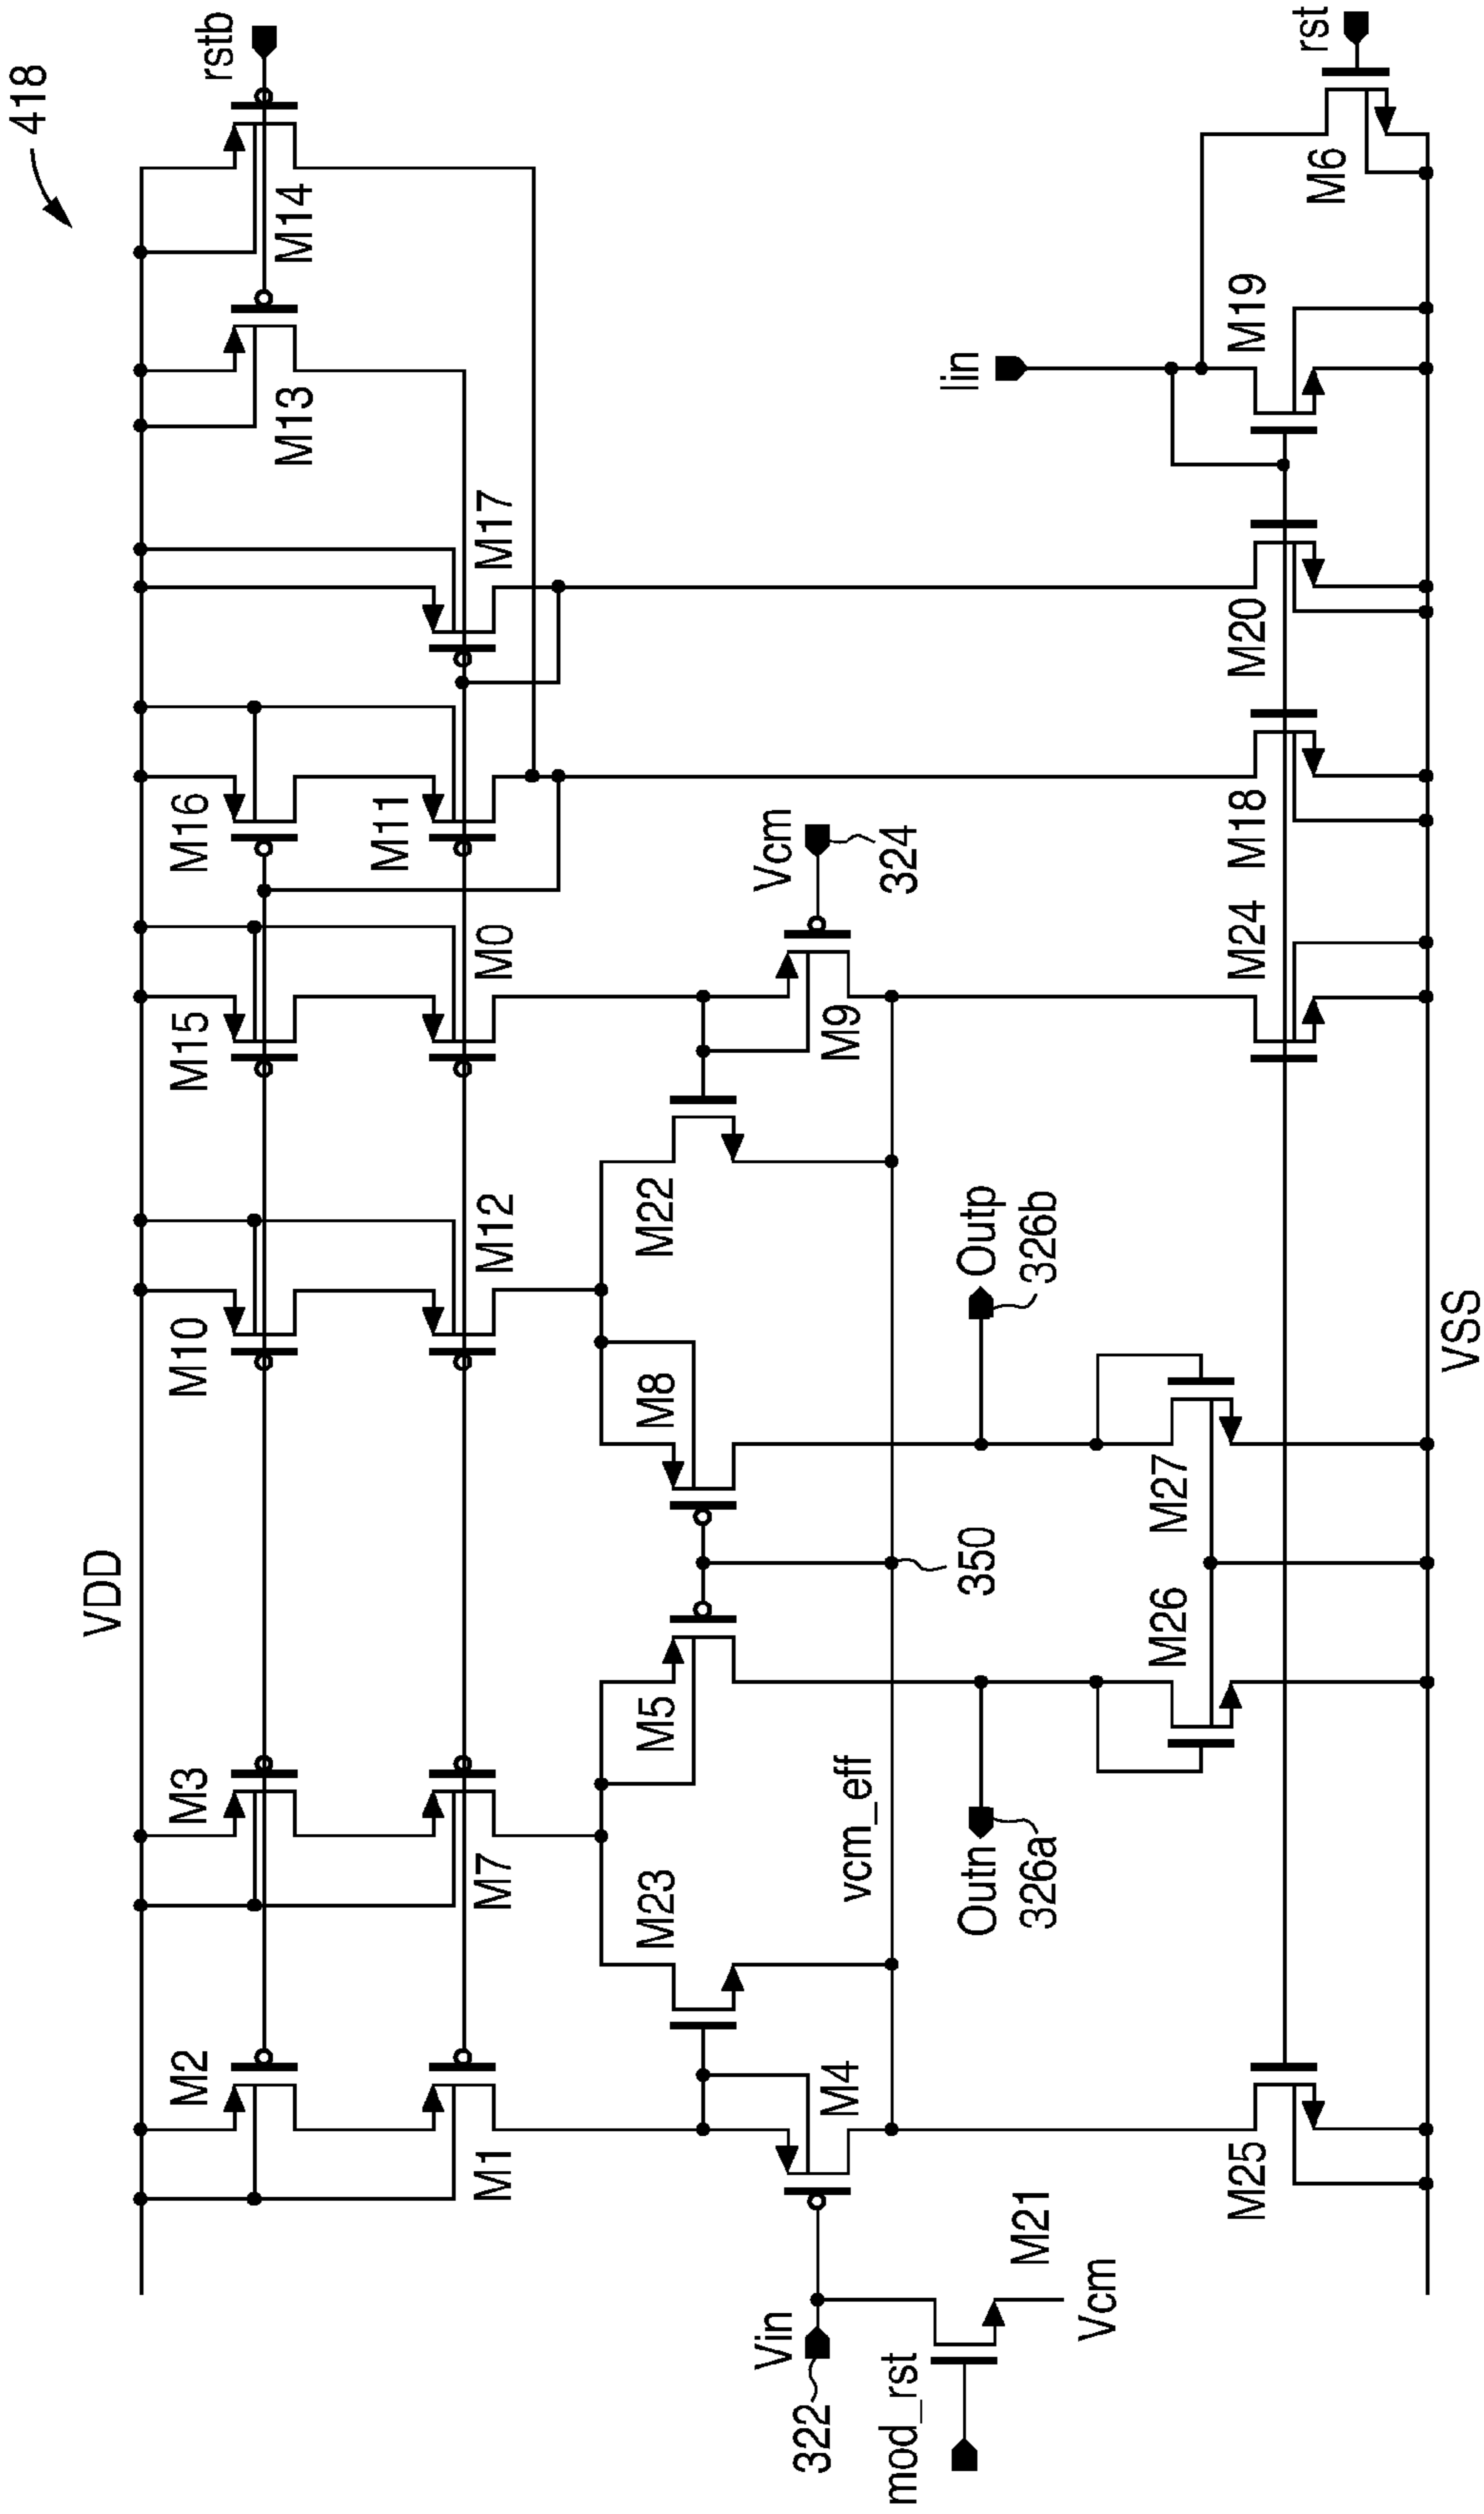 418
VDD
rstb
M2
M3
M10
M15
M16
M13
M14
M1
M7
M12
M0
M11
M17
M23
M5
M8
M22
Vin
322
M4
vcm_eff
M9
Vcm
324
mod_rst
M21
Vcm
Outn
326a
350
Outp
326b
Iin
M26
M27
M25
M24
M18
M20
M19
M6
rst
VSS